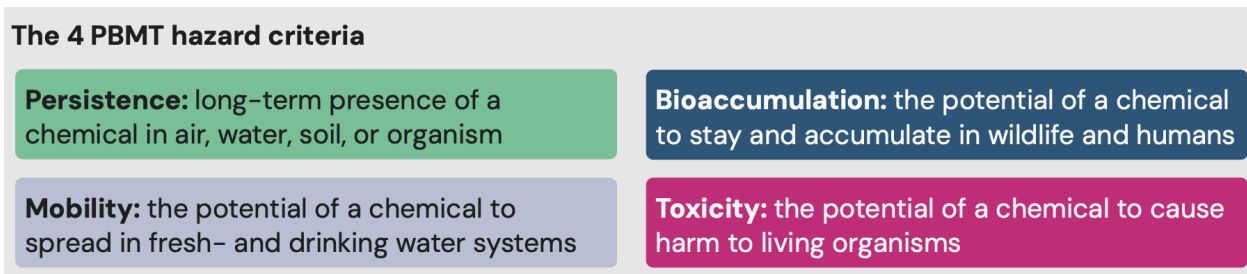 The 4 PBMT hazard criteria
Persistence: long-term presence of a
chemical in air, water, soil, or organism
Bioaccumulation: the potential of a chemical
to stay and accumulate in wildlife and humans
Mobility: the potential of a chemical to
spread in fresh- and drinking water systems
Toxicity: the potential of a chemical to cause
harm to living organisms